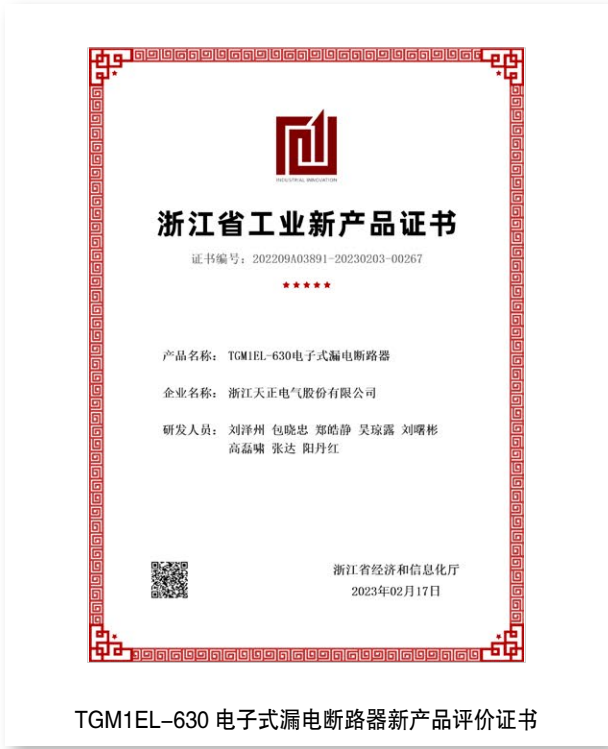 INDUSTRIAL INNOVATION
浙江省工业新产品证书
证书编号：202209A03891-20230203-00267
产品名称： TGM1EL-630电子式漏电断路器
企业名称： 浙江天正电气股份有限公司
研发人员： 刘泽州 包晓忠 郑皓静 吴琼露 刘曙彬
高磊啸 张达 阳丹红
浙江省经济和信息化厅
2023年02月17日
TGM1EL-630 电子式漏电断路器新产品评价证书